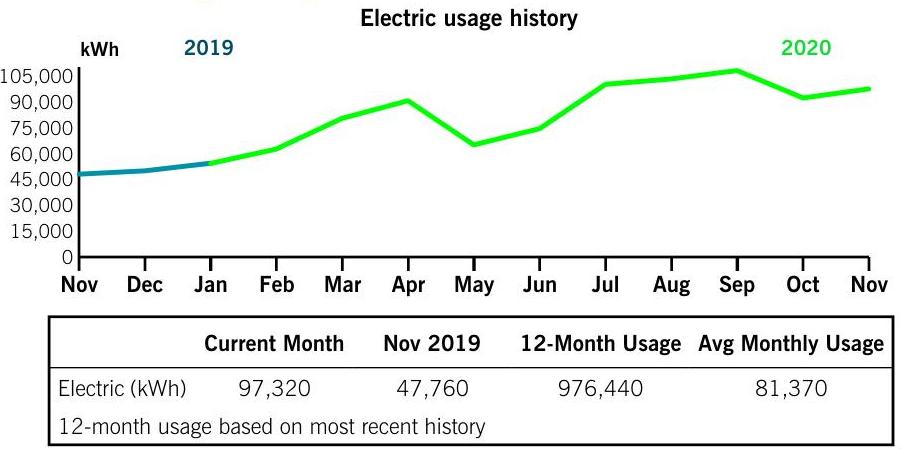 Electric usage history
kWh 2019 2020
105,000
90,000
75,000
60,000
45,000
30,000
15,000
0
Nov Dec Jan Feb Mar Apr May Jun Jul Aug Sep Oct Nov
Current Month Nov 2019 12-Month Usage Avg Monthly Usage
Electric (kWh) 97,320 47,760 976,440 81,370
12-month usage based on most recent history